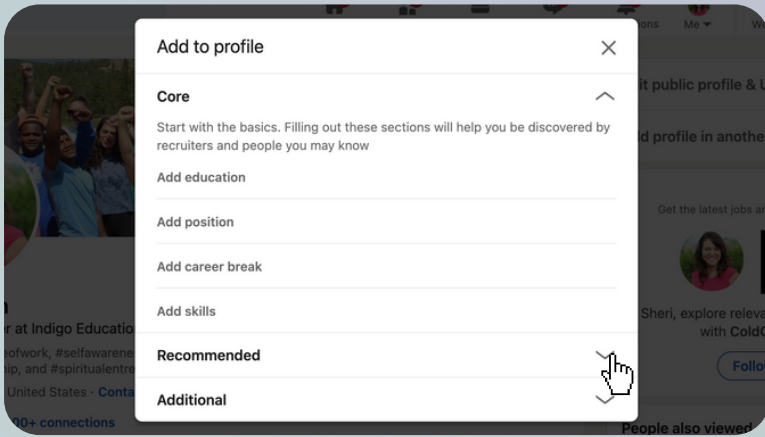 ons
Me
Add to profile
it public profile &
Core
Start with the basics. Filling out these sections will help you be discovered by
recruiters and people you may know
d profile in anothe
Add education
Get the latest jobs a
Add position
Add career break
Add skills
Sheri, explore releva
with ColdC
er at Indigo Educatio
Recommended
eofwork, #selfawarene
hip, and #spiritualentre
Follo
United States · Conta
Additional
00+ connections
People also viewed